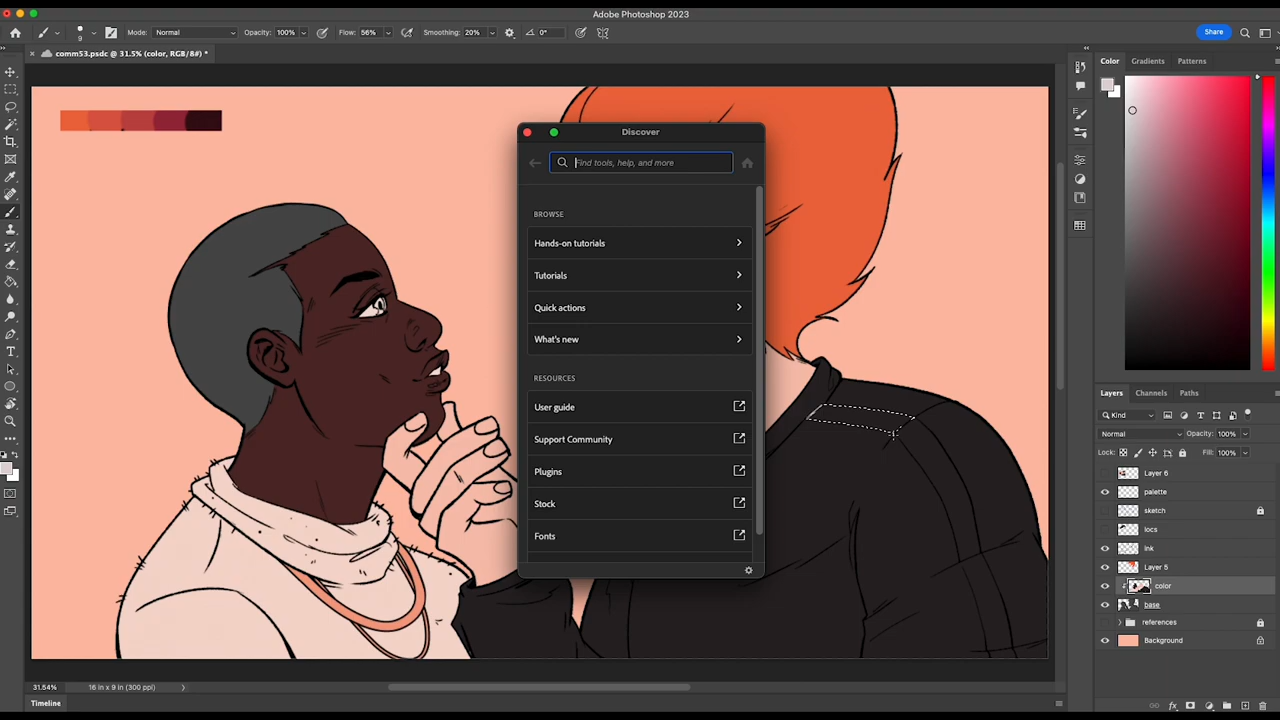 Adobe Photoshop 2023
9
Mode: Normal
Opacity: 100%
Flow: 56%
Smoothing: 20%
0°
Share
comm53.psdc @ 31.5% (color, RGB/8#) *
Discover
Find tools, help, and more
BROWSE
Hands-on tutorials
Tutorials
Quick actions
What's new
RESOURCES
User guide
Support Community
Plugins
Stock
Fonts
Color
Gradients
Patterns
Layers
Channels
Paths
Kind
Normal
Opacity: 100%
Lock:
Fill: 100%
Layer 6
palette
sketch
locs
Ink
Layer 5
color
base
references
Background
31.54%
16 in x 9 in (300 ppi)
Timeline